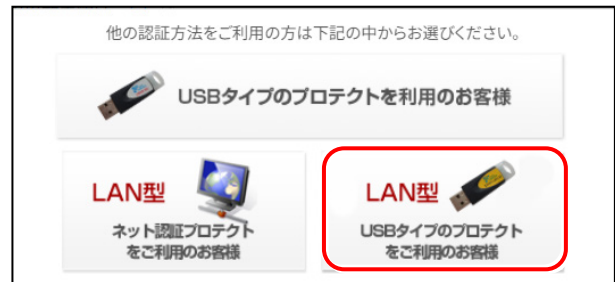 他の認証方法をご利用の方は下記の中からお選びください。
USBタイプのプロテクトを利用のお客様
LAN型
ネット認証プロテクト
をご利用のお客様
LAN型
USBタイプのプロテクト
をご利用のお客様